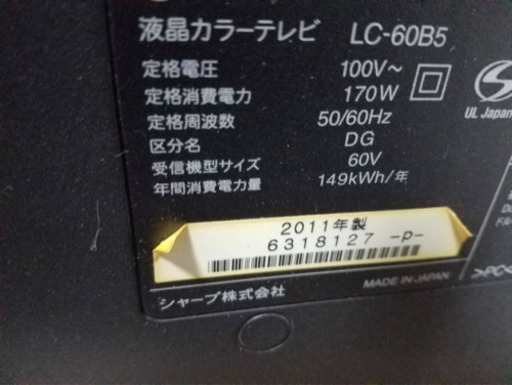 液晶カラーテレビ LC-60B5
定格電圧 100V～
定格消費電力 170W
定格周波数 50/60Hz
区分名 DG
受信機型サイズ 60V
年間消費電力量 149kWh/年
UL Japan
2011年製
6318127 -p-
シャープ株式会社
MADE IN JAPAN
>PC<